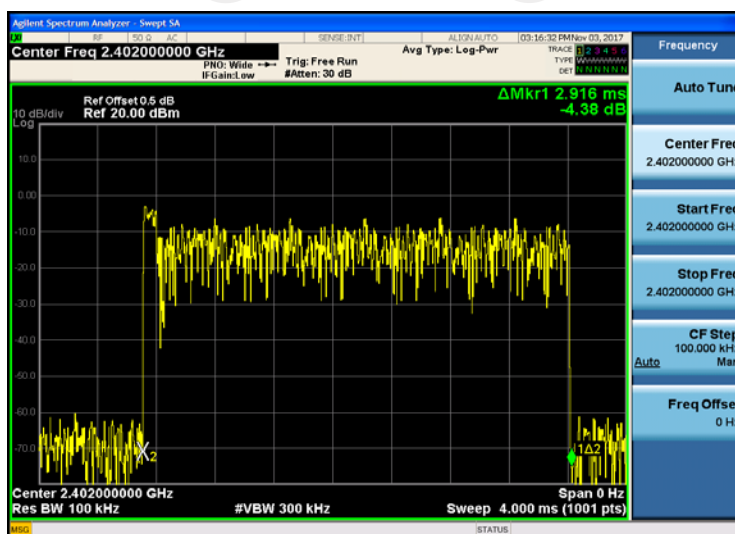 Agilent Spectrum Analyzer - Swept SA
LXI RF 50 Ω AC SENSE:INT ALIGN AUTO 03:16:32 PM Nov 03, 2017
Center Freq 2.402000000 GHz
PNO: Wide
IFGain:Low
Trig: Free Run
#Atten: 30 dB
Avg Type: Log-Pwr
TRACE 1 2 3 4 5 6
TYPE
DET N N N N N N
Ref Offset 0.5 dB
10 dB/div Ref 20.00 dBm
Log
ΔMkr1 2.916 ms
-4.38 dB
10.0
0.00
-10.0
-20.0
-30.0
-40.0
-50.0
-60.0
-70.0
2
1Δ2
Center 2.402000000 GHz Span 0 Hz
Res BW 100 kHz #VBW 300 kHz Sweep 4.000 ms (1001 pts)
MSG STATUS
Frequency
Auto Tune
Center Freq
2.402000000 GHz
Start Freq
2.402000000 GHz
Stop Freq
2.402000000 GHz
CF Step
100.000 kHz
Auto Man
Freq Offset
0 Hz